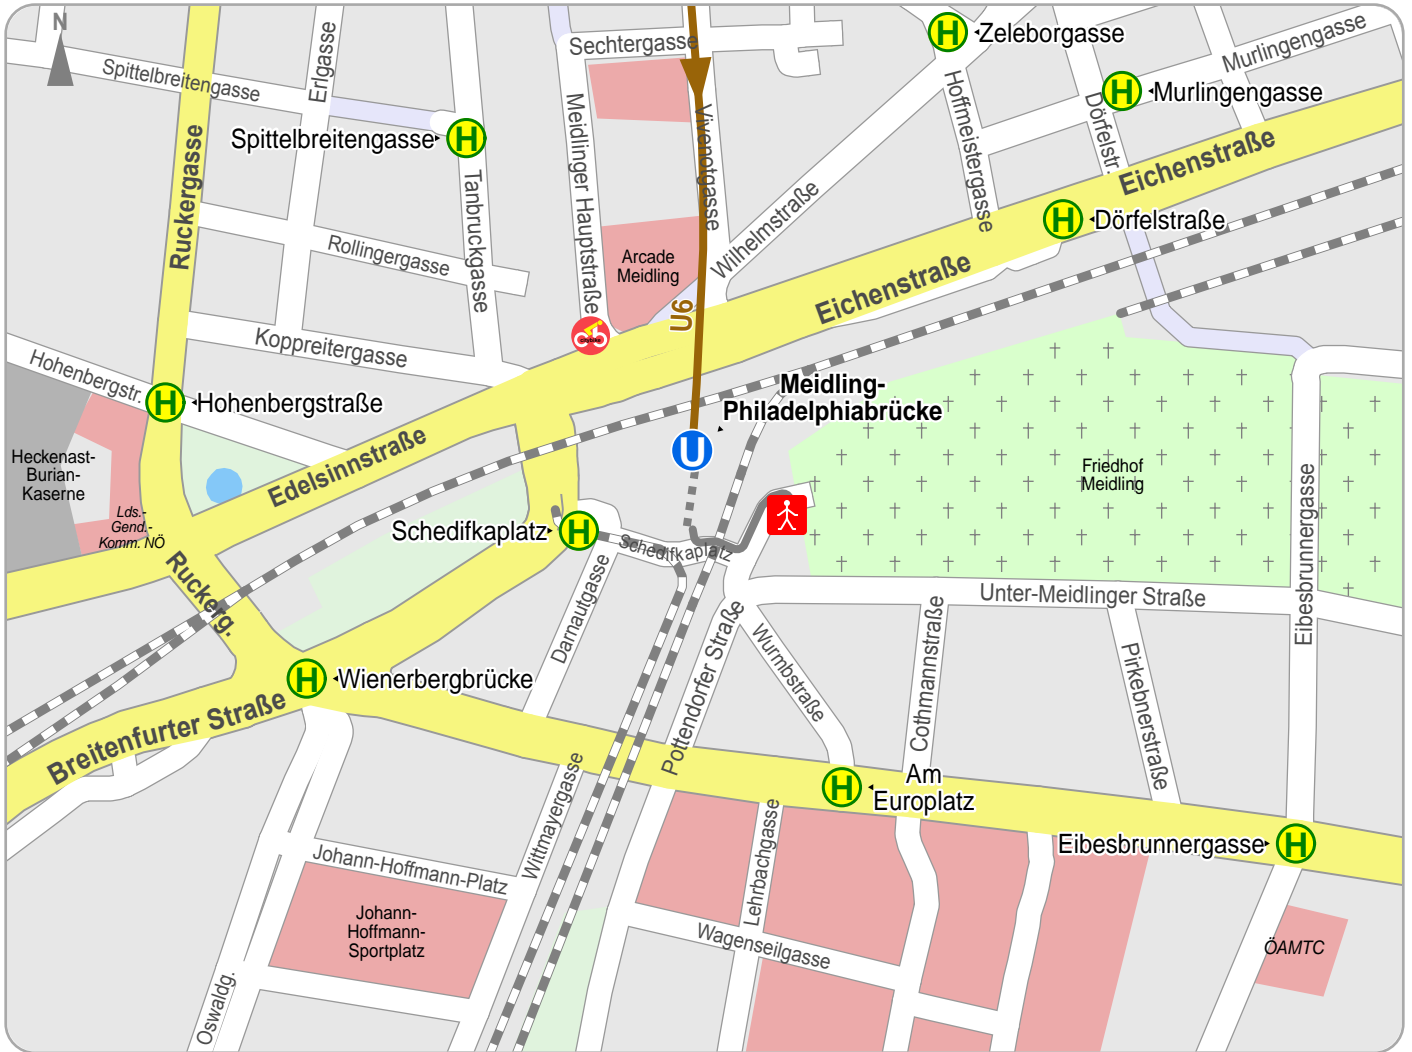 N
Spittelbreitengasse
Erlgasse
Sechtergasse
H
Zeleborgasse
Murlingengasse
H
Murlingengasse
Spittelbreitengasse
H
Meidlinger Hauptstraße
Vivenotgasse
Hoffmeistergasse
Dörfelstr.
Eichenstraße
Ruckergasse
Tanbruckgasse
Wilhelmstraße
H
Dörfelstraße
Rollingergasse
Arcade
Meidling
Eichenstraße
U6
citybike
Koppreitergasse
Hohenbergstr.
H
Hohenbergstraße
Meidling-
Philadelphiabrücke
U
Edelsinnstraße
Heckenast-
Burian-
Kaserne
Lds.-
Gend.-
Komm. NÖ
Friedhof
Meidling
Eibesbrunnergasse
Schedifkaplatz
H
Schedifkaplatz
Ruckerg.
Darnautgasse
Unter-Meidlinger Straße
Pottendorfer Straße
Wurmbstraße
Cothmannstraße
Pirkebnerstraße
H
Wienerbergbrücke
Breitenfurter Straße
Wittmayergasse
H
Am
Europlatz
Lehrbachgasse
Eibesbrunnergasse
H
Johann-Hoffmann-Platz
Johann-
Hoffmann-
Sportplatz
Wagenseilgasse
ÖAMTC
Oswaldg.